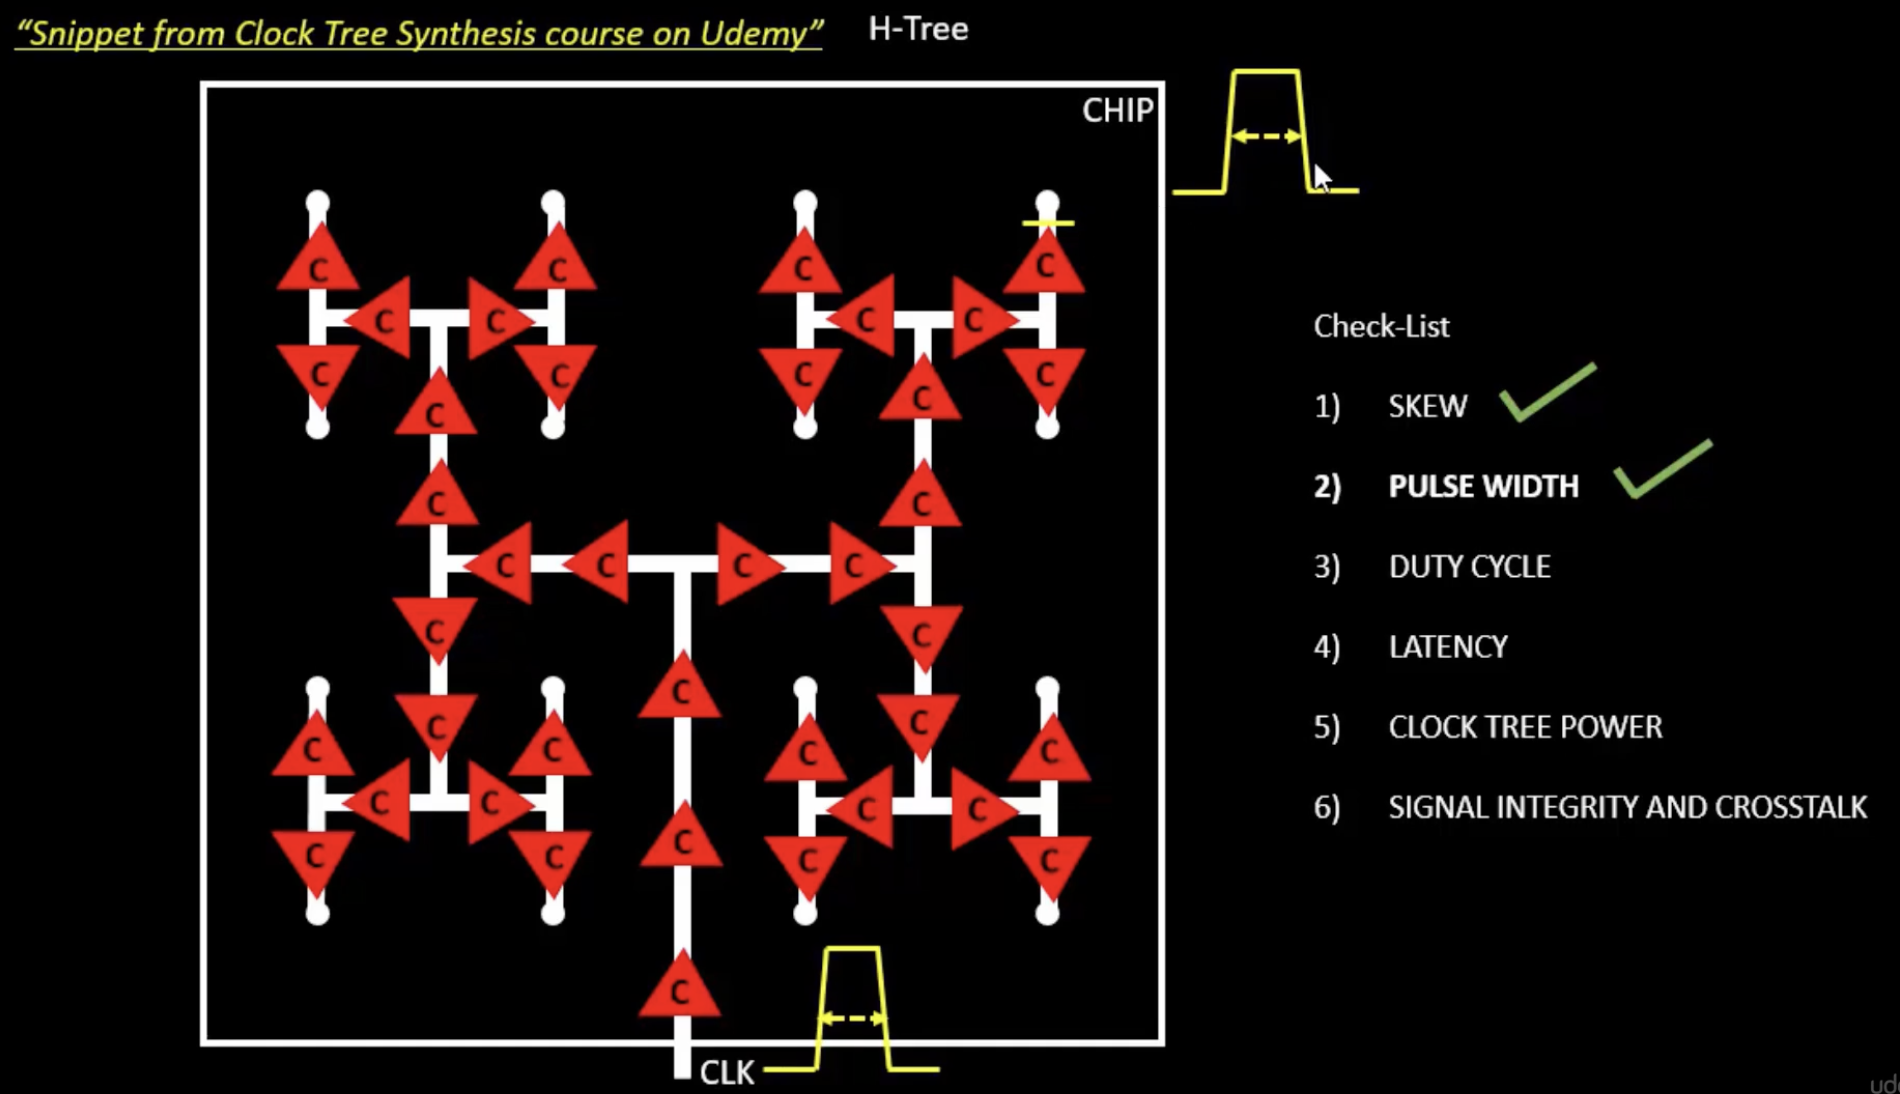 “Snippet from Clock Tree Synthesis course on Udemy” H-Tree
CHIP
C C C C
C C C C
C C C C
C C
C C
C C C C
C C
C
C C
C C C C
C C C C
C
C C C C
C
CLK
Check-List
1) SKEW
2) PULSE WIDTH
3) DUTY CYCLE
4) LATENCY
5) CLOCK TREE POWER
6) SIGNAL INTEGRITY AND CROSSTALK